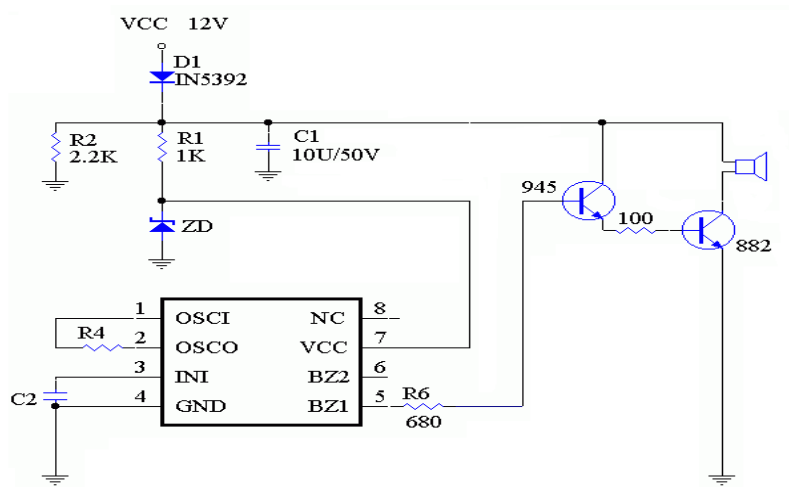 VCC 12V
D1
IN5392
R2
2.2K
R1
1K
C1
10U/50V
945
100
882
ZD
1 OSCI NC 8
R4
2 OSCO VCC 7
3 INI BZ2 6
C2
4 GND BZ1 5
R6
680